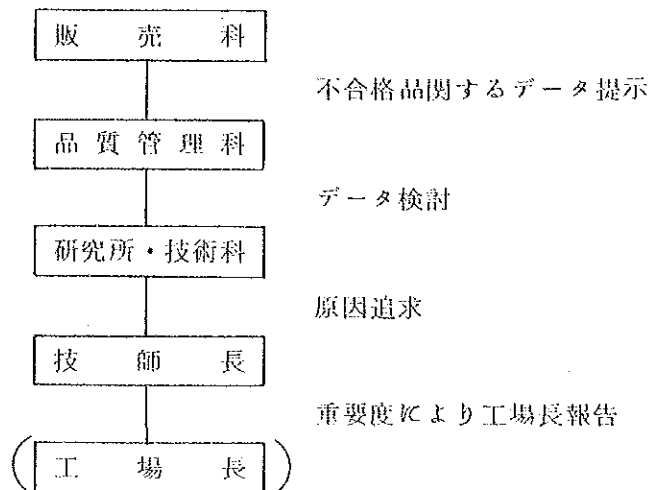 販売科
不合格品関するデータ提示
品質管理科
データ検討
研究所・技術科
原因追求
技師長
重要度により工場長報告
(工場長)